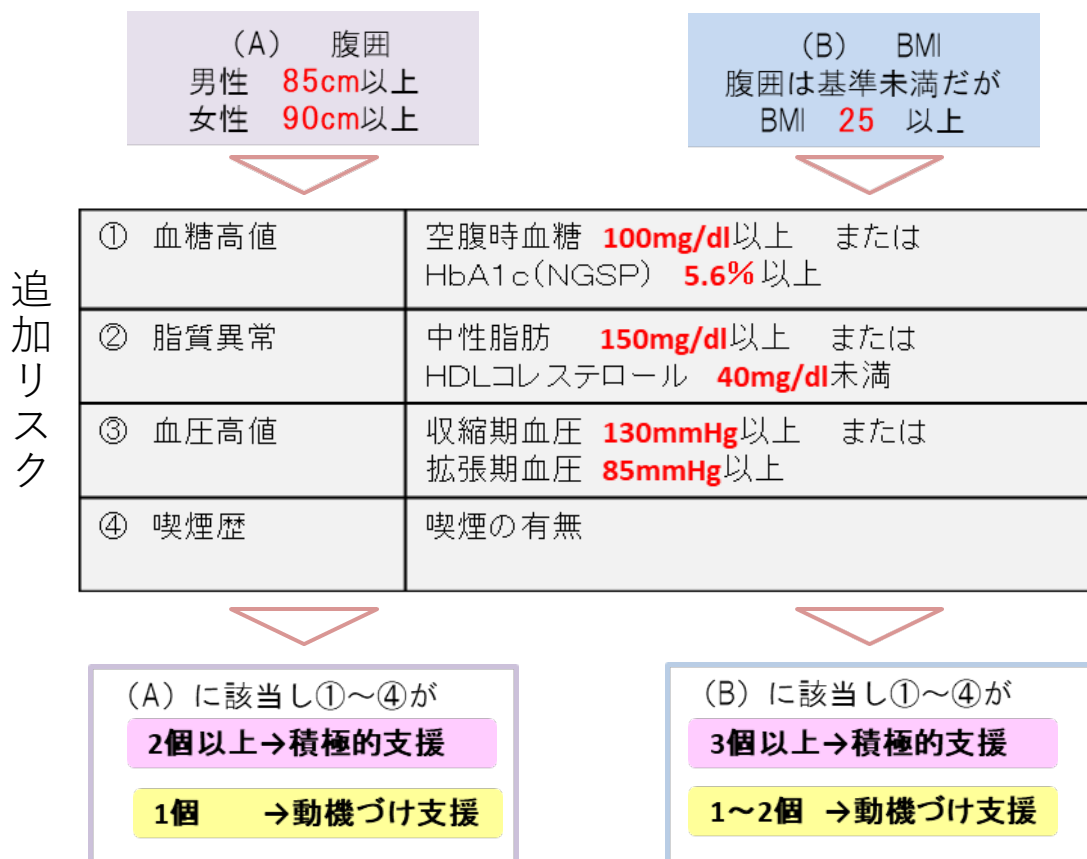 (A) 腹囲
男性 85cm以上
女性 90cm以上
(B) BMI
腹囲は基準未満だが
BMI 25 以上
追加リスク
① 血糖高値
空腹時血糖 100mg/dl以上 または
HbA1c(NGSP) 5.6%以上
② 脂質異常
中性脂肪 150mg/dl以上 または
HDLコレステロール 40mg/dl未満
③ 血圧高値
収縮期血圧 130mmHg以上 または
拡張期血圧 85mmHg以上
④ 喫煙歴
喫煙の有無
(A)に該当し①～④が
2個以上→積極的支援
1個 →動機づけ支援
(B)に該当し①～④が
3個以上→積極的支援
1～2個 →動機づけ支援